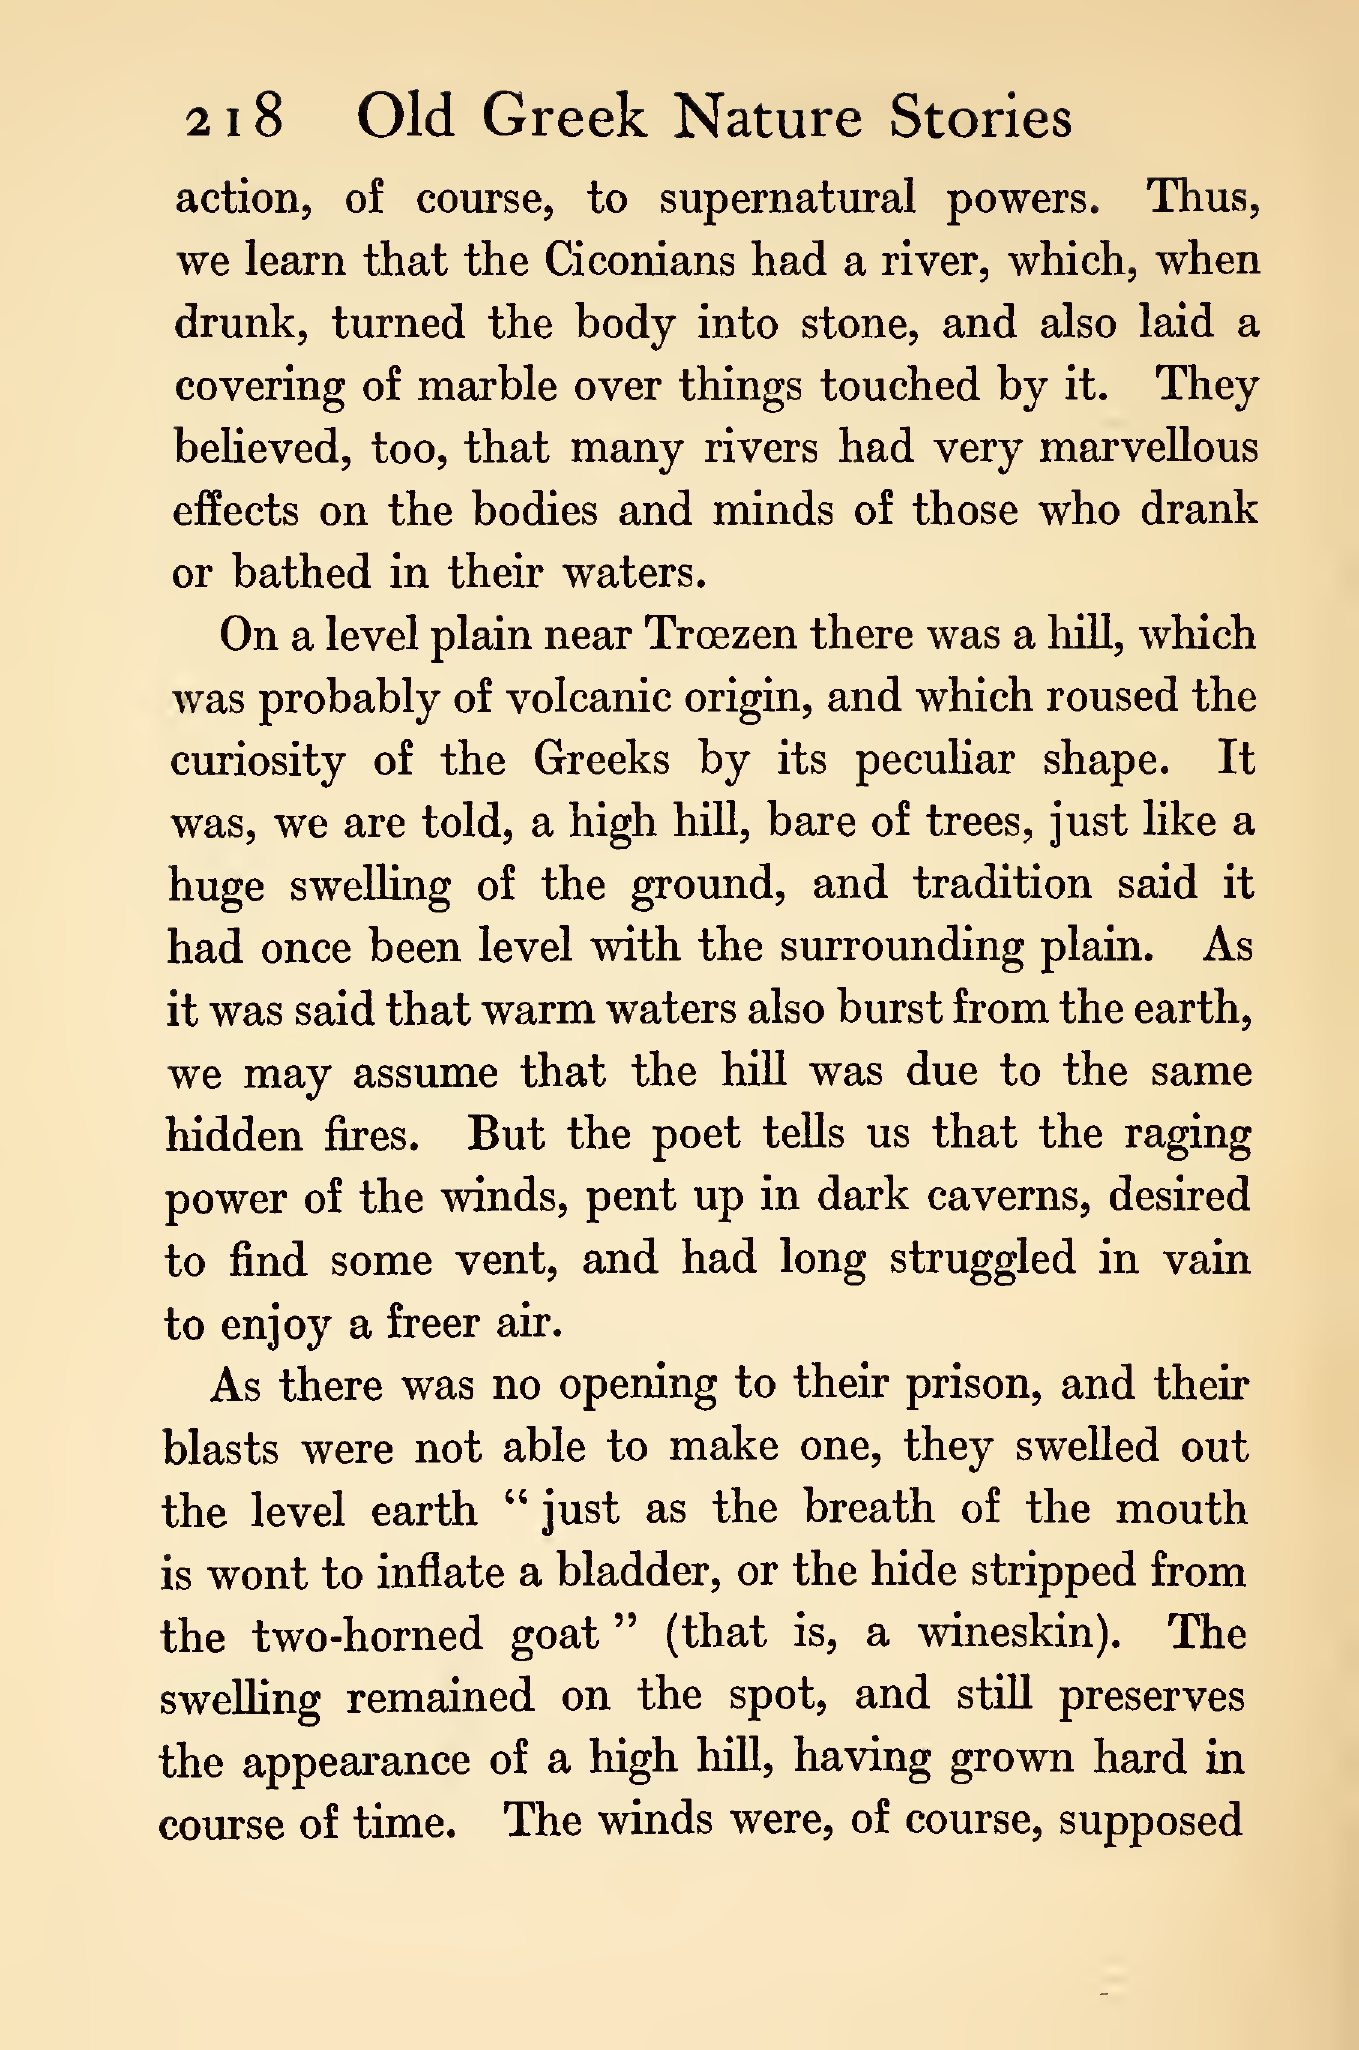 218 Old Greek Nature Stories
action, of course, to supernatural powers. Thus,
we learn that the Ciconians had a river, which, when
drunk, turned the body into stone, and also laid a
covering of marble over things touched by it. They
believed, too, that many rivers had very marvellous
effects on the bodies and minds of those who drank
or bathed in their waters.
On a level plain near Trœzen there was a hill, which
was probably of volcanic origin, and which roused the
curiosity of the Greeks by its peculiar shape. It
was, we are told, a high hill, bare of trees, just like a
huge swelling of the ground, and tradition said it
had once been level with the surrounding plain. As
it was said that warm waters also burst from the earth,
we may assume that the hill was due to the same
hidden fires. But the poet tells us that the raging
power of the winds, pent up in dark caverns, desired
to find some vent, and had long struggled in vain
to enjoy a freer air.
As there was no opening to their prison, and their
blasts were not able to make one, they swelled out
the level earth “ just as the breath of the mouth
is wont to inflate a bladder, or the hide stripped from
the two-horned goat ” (that is, a wineskin). The
swelling remained on the spot, and still preserves
the appearance of a high hill, having grown hard in
course of time. The winds were, of course, supposed